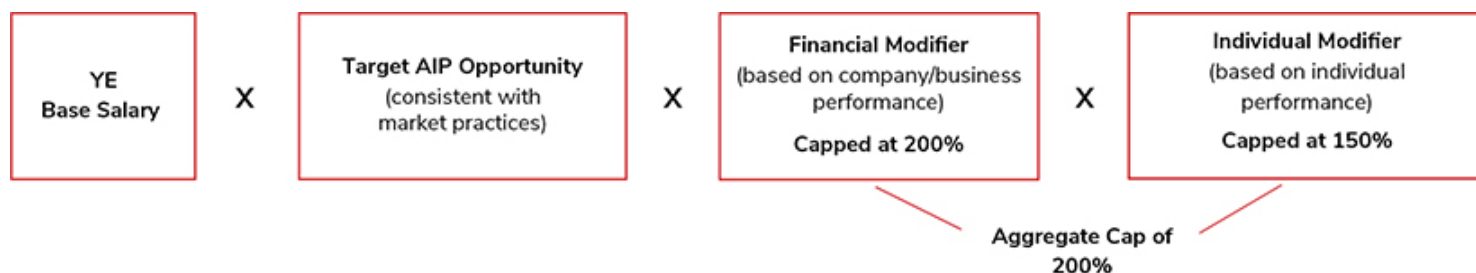 YE
Base Salary
X
Target AIP Opportunity
(consistent with
market practices)
X
Financial Modifier
(based on company/business
performance)
Capped at 200%
X
Individual Modifier
(based on individual
performance)
Capped at 150%
Aggregate Cap of
200%